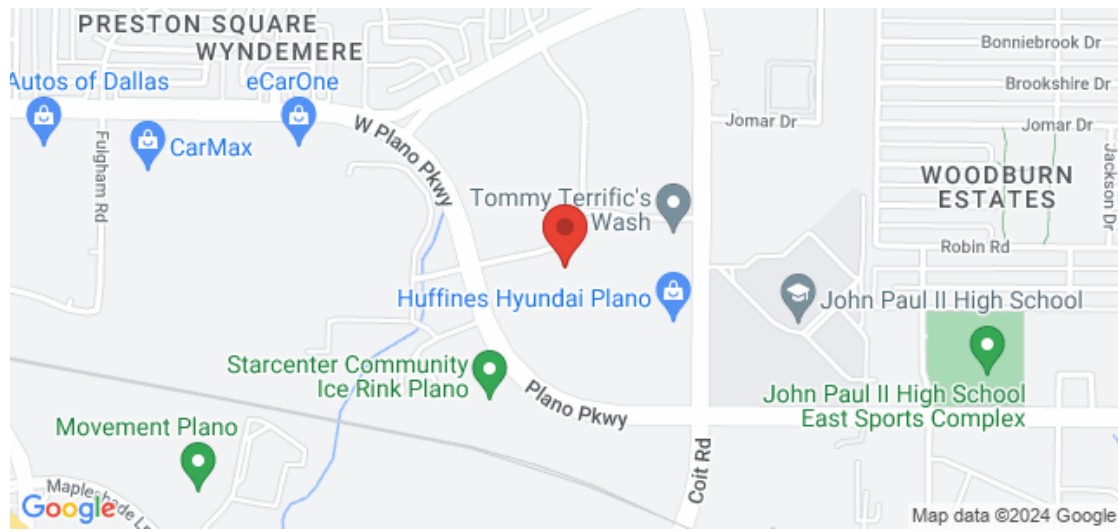 PRESTON SQUARE
WYNDEMERE
Autos of Dallas
eCarOne
CarMax
Fulgham Rd
W Plano Pkwy
Bonniebrook Dr
Brookshire Dr
Jomar Dr
Jomar Dr
Jackson Dr
WOODBURN
ESTATES
Tommy Terrific's
Wash
Robin Rd
Huffines Hyundai Plano
John Paul II High School
Starcenter Community
Ice Rink Plano
Plano Pkwy
John Paul II High School
East Sports Complex
Movement Plano
Coit Rd
Mapleshade Ln
Google
Map data ©2024 Google